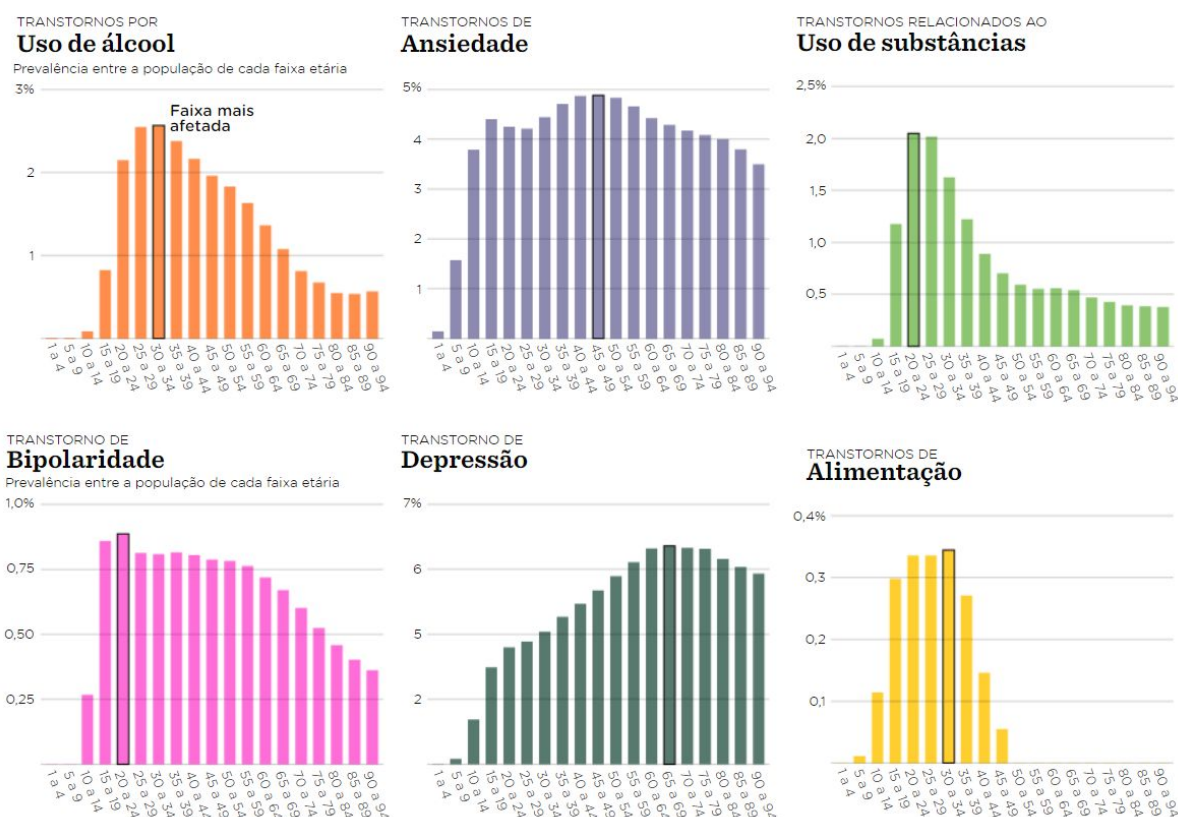 TRANSTORNOS POR
Uso de álcool
Prevalência entre a população de cada faixa etária
3%
Faixa mais
afetada
2
1
1 a 4
5 a 9
10 a 14
15 a 19
20 a 24
25 a 29
30 a 34
35 a 39
40 a 44
45 a 49
50 a 54
55 a 59
60 a 64
65 a 69
70 a 74
75 a 79
80 a 84
85 a 89
90 a 94
TRANSTORNOS DE
Ansiedade
5%
4
3
2
1
1 a 4
5 a 9
10 a 14
15 a 19
20 a 24
25 a 29
30 a 34
35 a 39
40 a 44
45 a 49
50 a 54
55 a 59
60 a 64
65 a 69
70 a 74
75 a 79
80 a 84
85 a 89
90 a 94
TRANSTORNOS RELACIONADOS AO
Uso de substâncias
2,5%
2,0
1,5
1,0
0,5
1 a 4
5 a 9
10 a 14
15 a 19
20 a 24
25 a 29
30 a 34
35 a 39
40 a 44
45 a 49
50 a 54
55 a 59
60 a 64
65 a 69
70 a 74
75 a 79
80 a 84
85 a 89
90 a 94
TRANSTORNO DE
Bipolaridade
Prevalência entre a população de cada faixa etária
1,0%
0,75
0,50
0,25
1 a 4
5 a 9
10 a 14
15 a 19
20 a 24
25 a 29
30 a 34
35 a 39
40 a 44
45 a 49
50 a 54
55 a 59
60 a 64
65 a 69
70 a 74
75 a 79
80 a 84
85 a 89
90 a 94
TRANSTORNO DE
Depressão
7%
6
5
2
1 a 4
5 a 9
10 a 14
15 a 19
20 a 24
25 a 29
30 a 34
35 a 39
40 a 44
45 a 49
50 a 54
55 a 59
60 a 64
65 a 69
70 a 74
75 a 79
80 a 84
85 a 89
90 a 94
TRANSTORNOS DE
Alimentação
0,4%
0,3
0,2
0,1
1 a 4
5 a 9
10 a 14
15 a 19
20 a 24
25 a 29
30 a 34
35 a 39
40 a 44
45 a 49
50 a 54
55 a 59
60 a 64
65 a 69
70 a 74
75 a 79
80 a 84
85 a 89
90 a 94